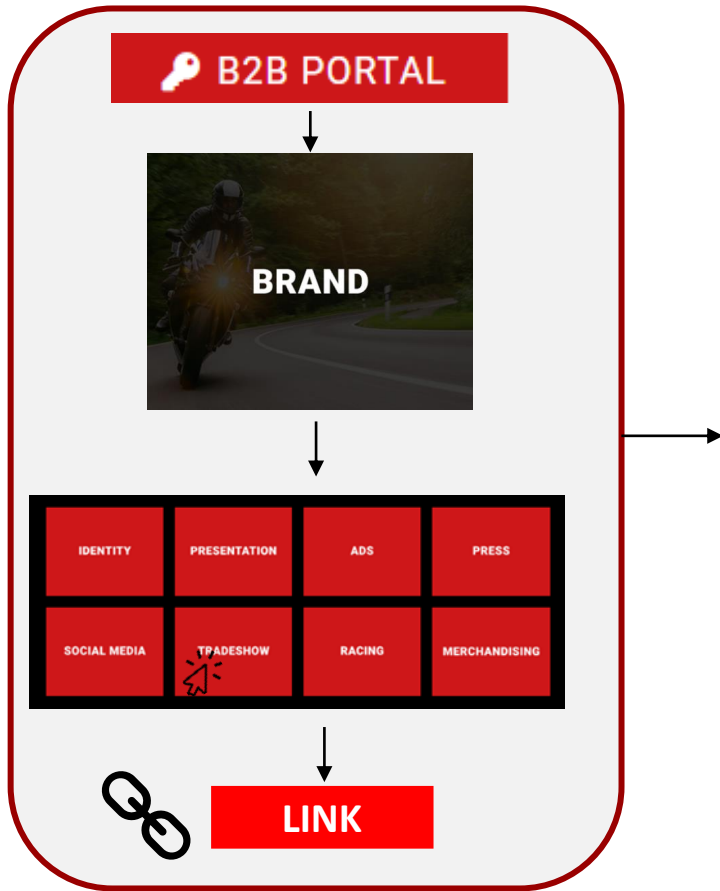 B2B PORTAL
BRAND
IDENTITY
PRESENTATION
ADS
PRESS
SOCIAL MEDIA
TRADESHOW
RACING
MERCHANDISING
LINK